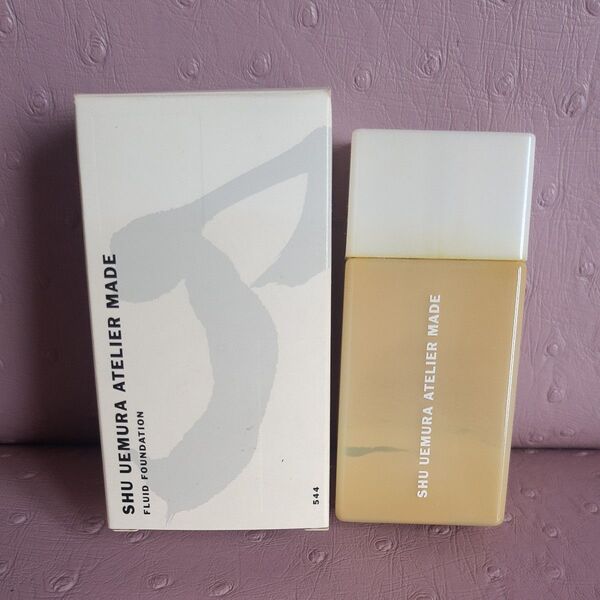 SHU UEMURA ATELIER MADE
FLUID FOUNDATION
544
SHU UEMURA ATELIER MADE